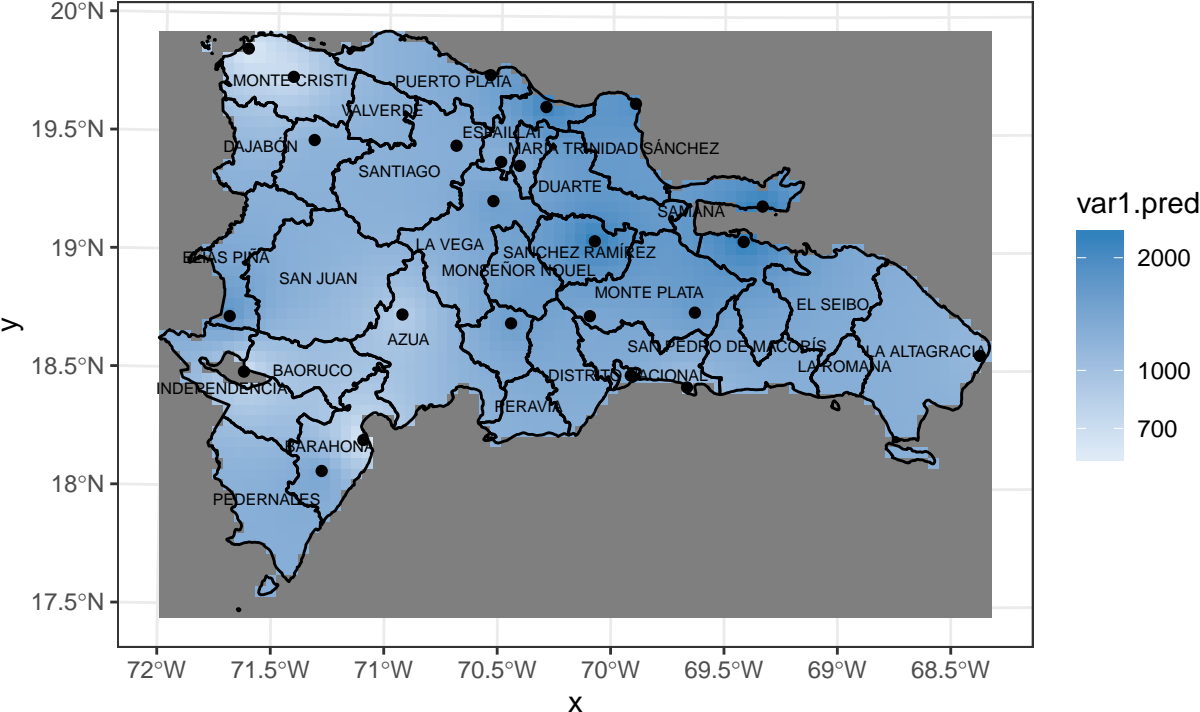 20°N
19.5°N
19°N
18.5°N
18°N
17.5°N
y
MONTE CRISTI
PUERTO PLATA
VALVERDE
ESPAILLAT
DAJABÓN
MARÍA TRINIDAD SÁNCHEZ
SANTIAGO
DUARTE
SAMANÁ
LA VEGA
SANCHEZ RAMÍREZ
ELÍAS PIÑA
MONSEÑOR NOUEL
SAN JUAN
MONTE PLATA
EL SEIBO
AZUA
SAN PEDRO DE MACORÍS
LA ALTAGRACIA
LA ROMANA
BAORUCO
DISTRITO NACIONAL
INDEPENDENCIA
PERAVIA
BARAHONA
PEDERNALES
72°W
71.5°W
71°W
70.5°W
70°W
69.5°W
69°W
68.5°W
x
var1.pred
2000
1000
700